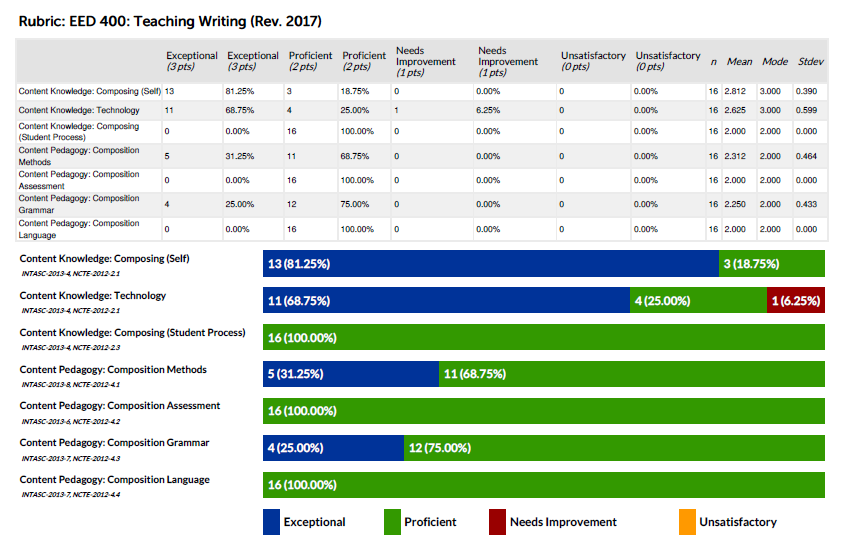 Rubric: EED 400: Teaching Writing (Rev. 2017)
Exceptional (3 pts) Exceptional (3 pts) Proficient (2 pts) Proficient (2 pts) Needs Improvement (1 pts) Needs Improvement (1 pts) Unsatisfactory (0 pts) Unsatisfactory (0 pts) n Mean Mode Stdev
Content Knowledge: Composing (Self) 13 81.25% 3 18.75% 0 0.00% 0 0.00% 16 2.812 3.000 0.390
Content Knowledge: Technology 11 68.75% 4 25.00% 1 6.25% 0 0.00% 16 2.625 3.000 0.599
Content Knowledge: Composing (Student Process) 0 0.00% 16 100.00% 0 0.00% 0 0.00% 16 2.000 2.000 0.000
Content Pedagogy: Composition Methods 5 31.25% 11 68.75% 0 0.00% 0 0.00% 16 2.312 2.000 0.464
Content Pedagogy: Composition Assessment 0 0.00% 16 100.00% 0 0.00% 0 0.00% 16 2.000 2.000 0.000
Content Pedagogy: Composition Grammar 4 25.00% 12 75.00% 0 0.00% 0 0.00% 16 2.250 2.000 0.433
Content Pedagogy: Composition Language 0 0.00% 16 100.00% 0 0.00% 0 0.00% 16 2.000 2.000 0.000
Content Knowledge: Composing (Self) 13 (81.25%) 3 (18.75%)
INTASC-2013-4, NCTE-2012-2.1
Content Knowledge: Technology 11 (68.75%) 4 (25.00%) 1 (6.25%)
INTASC-2013-4, NCTE-2012-2.1
Content Knowledge: Composing (Student Process) 16 (100.00%)
INTASC-2013-4, NCTE-2012-2.3
Content Pedagogy: Composition Methods 5 (31.25%) 11 (68.75%)
INTASC-2013-8, NCTE-2012-4.1
Content Pedagogy: Composition Assessment 16 (100.00%)
INTASC-2013-6, NCTE-2012-4.2
Content Pedagogy: Composition Grammar 4 (25.00%) 12 (75.00%)
INTASC-2013-7, NCTE-2012-4.3
Content Pedagogy: Composition Language 16 (100.00%)
INTASC-2013-7, NCTE-2012-4.4
Exceptional Proficient Needs Improvement Unsatisfactory